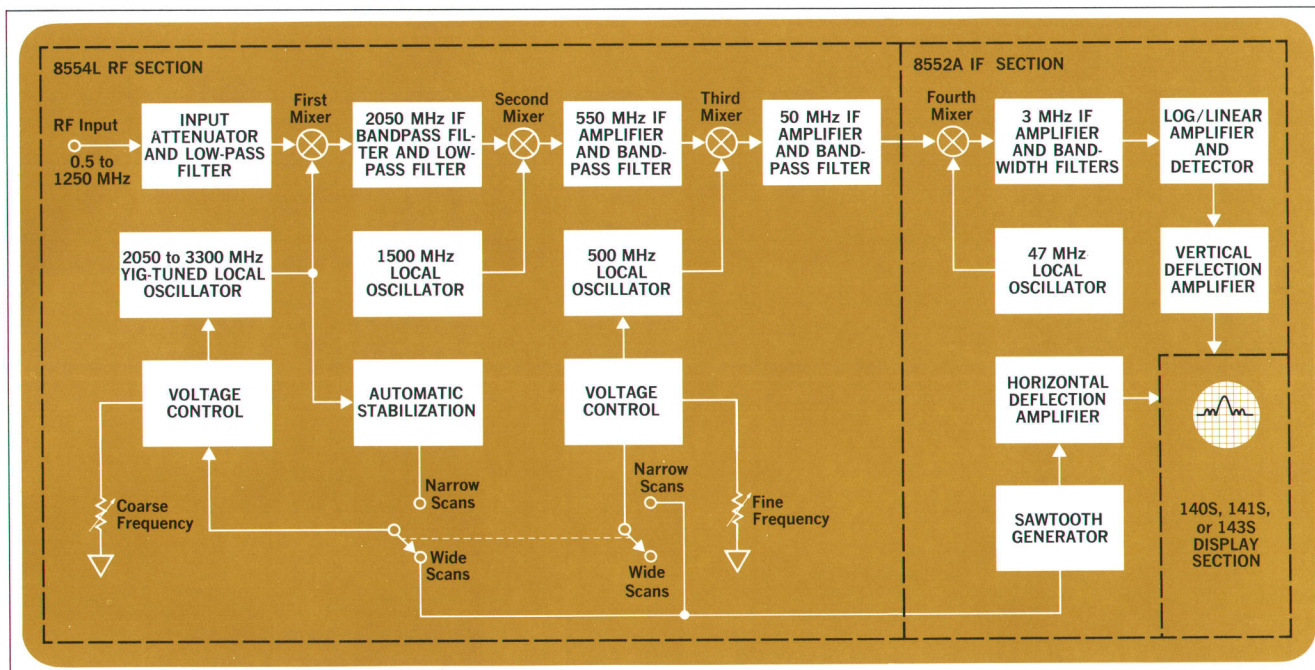 8554L RF SECTION
8552A IF SECTION
RF Input
0.5 to
1250 MHz
INPUT
ATTENUATOR
AND LOW-PASS
FILTER
First
Mixer
2050 MHz IF
BANDPASS FIL-
TER AND LOW-
PASS FILTER
Second
Mixer
550 MHz IF
AMPLIFIER
AND BAND-
PASS FILTER
Third
Mixer
50 MHz IF
AMPLIFIER
AND BAND-
PASS FILTER
Fourth
Mixer
3 MHz IF
AMPLIFIER
AND BAND-
WIDTH FILTERS
LOG/LINEAR
AMPLIFIER
AND
DETECTOR
2050 to 3300 MHz
YIG-TUNED LOCAL
OSCILLATOR
1500 MHz
LOCAL
OSCILLATOR
500 MHz
LOCAL
OSCILLATOR
47 MHz
LOCAL
OSCILLATOR
VERTICAL
DEFLECTION
AMPLIFIER
VOLTAGE
CONTROL
AUTOMATIC
STABILIZATION
VOLTAGE
CONTROL
HORIZONTAL
DEFLECTION
AMPLIFIER
Coarse
Frequency
Narrow
Scans
Wide
Scans
Narrow
Scans
Wide
Scans
Fine
Frequency
SAWTOOTH
GENERATOR
140S, 141S,
or 143S
DISPLAY
SECTION